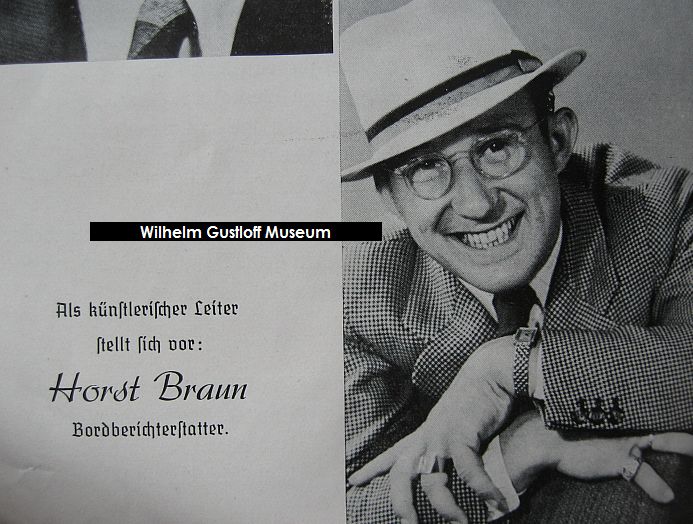 Wilhelm Gustloff Museum
Als künstlerischer Leiter
stellt sich vor:
Horst Braun
Bordberichterstatter.